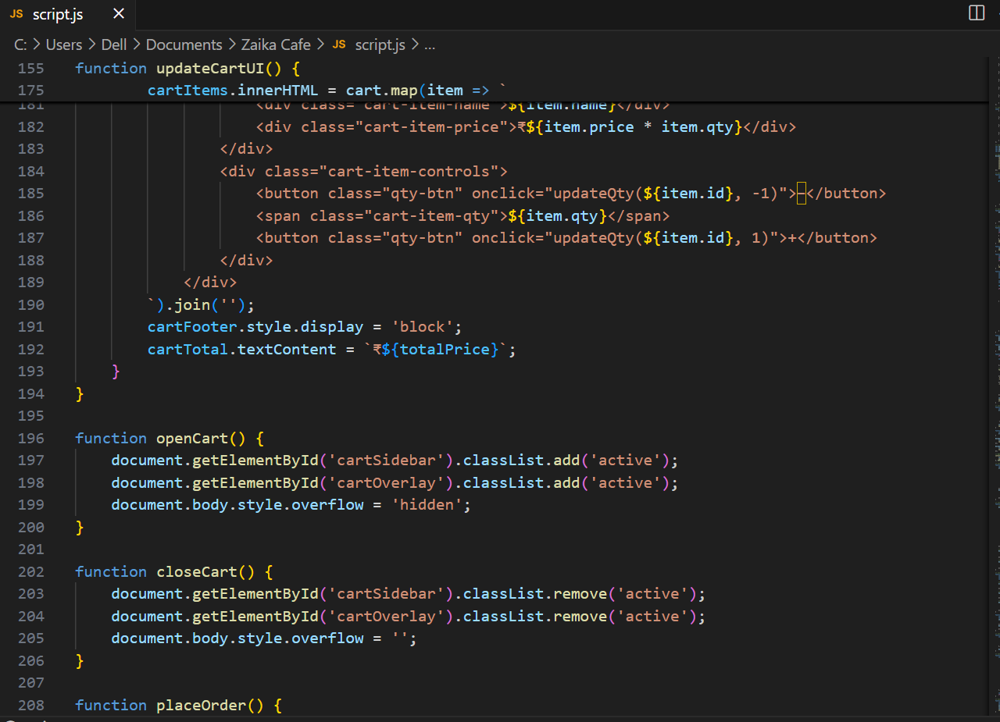 JS script.js
C: > Users > Dell > Documents > Zaika Cafe > JS script.js > ...
155 function updateCartUI() {
175 cartItems.innerHTML = cart.map(item => `
181 <div class="cart-item-name">${item.name}</div>
182 <div class="cart-item-price">₹${item.price * item.qty}</div>
183 </div>
184 <div class="cart-item-controls">
185 <button class="qty-btn" onclick="updateQty(${item.id}, -1)">−</button>
186 <span class="cart-item-qty">${item.qty}</span>
187 <button class="qty-btn" onclick="updateQty(${item.id}, 1)">+</button>
188 </div>
189 </div>
190 `).join('');
191 cartFooter.style.display = 'block';
192 cartTotal.textContent = `₹${totalPrice}`;
193 }
194 }
195
196 function openCart() {
197 document.getElementById('cartSidebar').classList.add('active');
198 document.getElementById('cartOverlay').classList.add('active');
199 document.body.style.overflow = 'hidden';
200 }
201
202 function closeCart() {
203 document.getElementById('cartSidebar').classList.remove('active');
204 document.getElementById('cartOverlay').classList.remove('active');
205 document.body.style.overflow = '';
206 }
207
208 function placeOrder() {